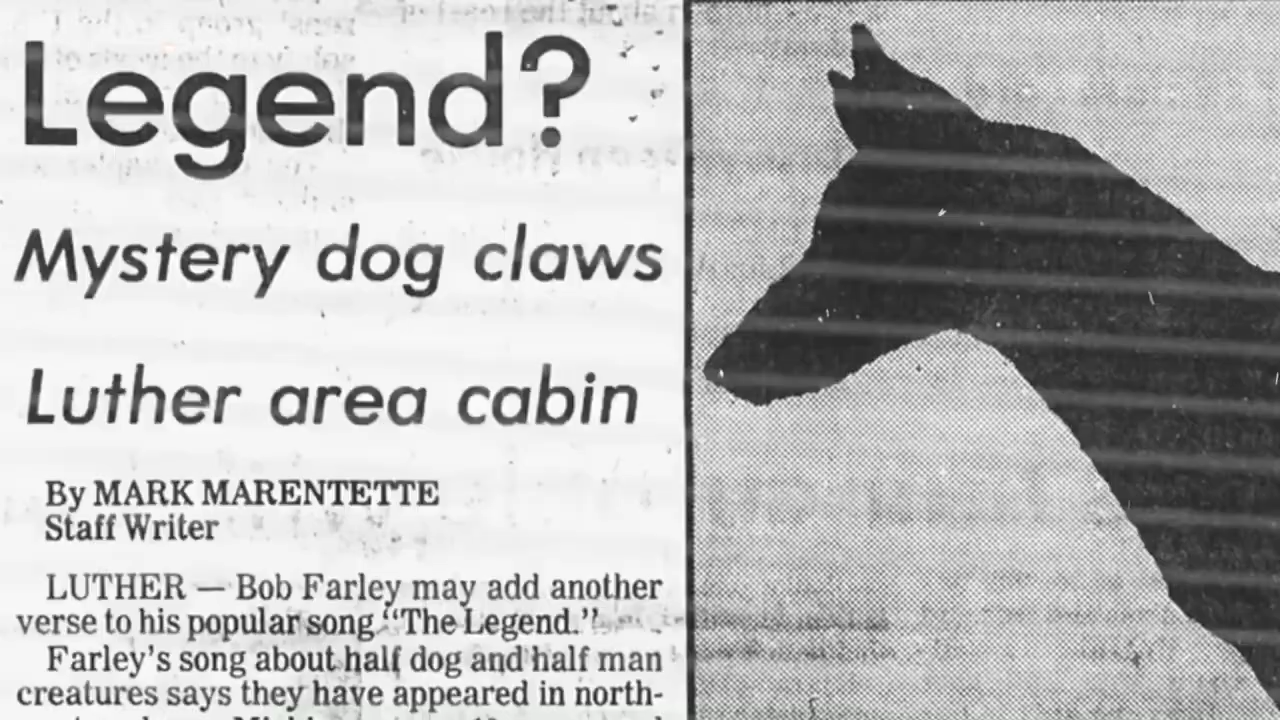 Legend?
Mystery dog claws
Luther area cabin
By MARK MARENTETTE
Staff Writer
LUTHER — Bob Farley may add another
verse to his popular song "The Legend."
Farley's song about half dog and half man
creatures says they have appeared in north-